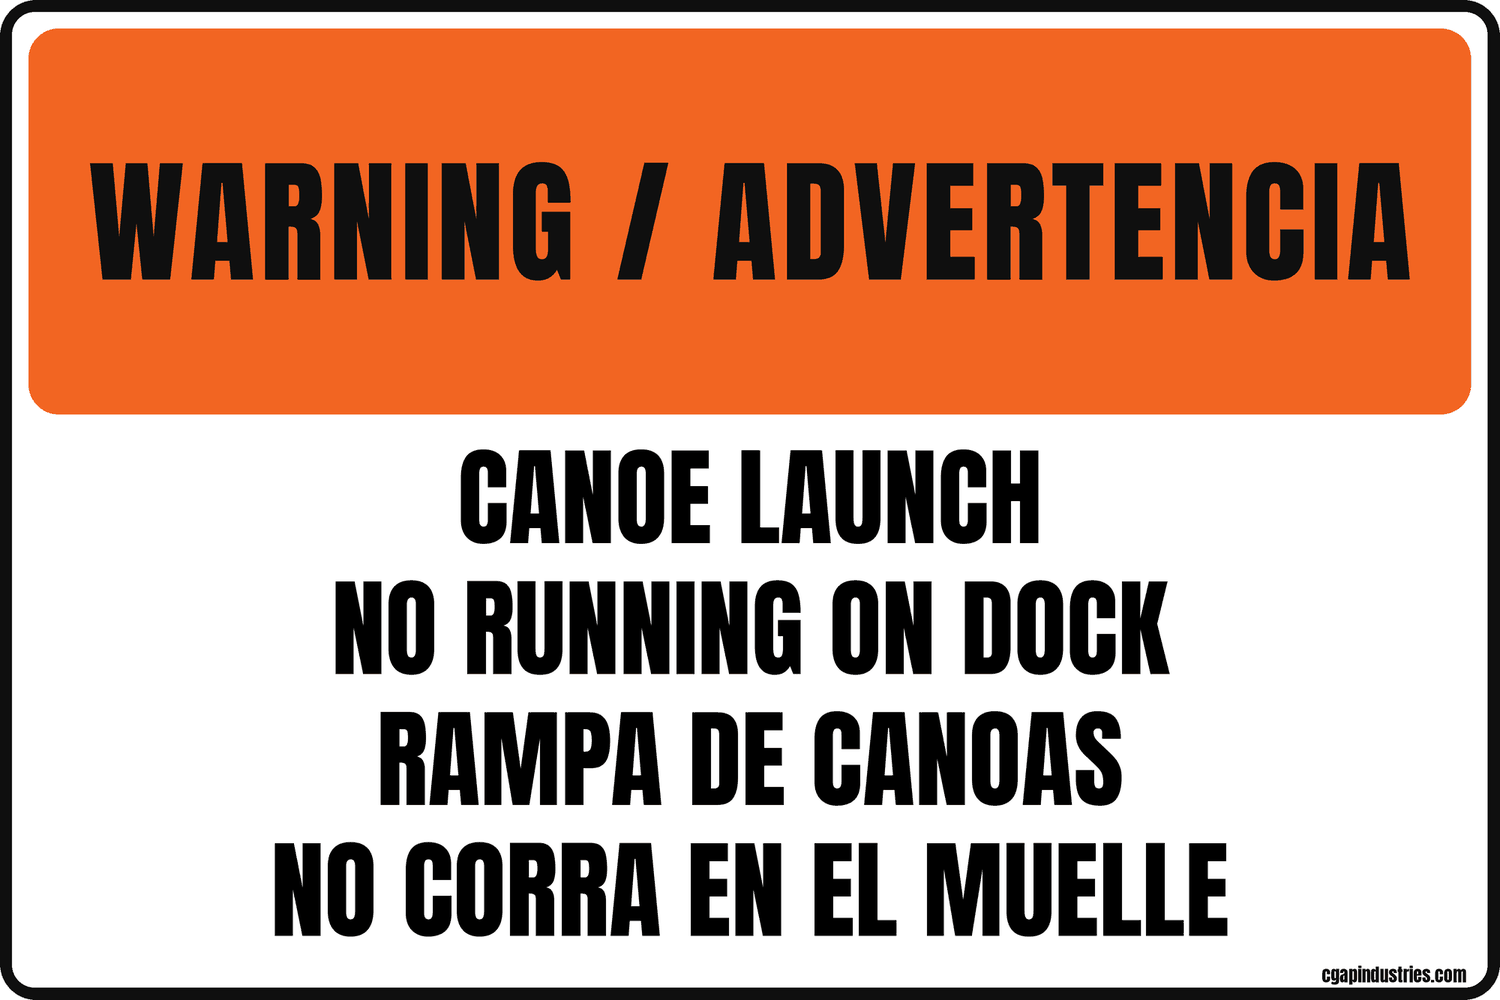 WARNING / ADVERTENCIA
CANOE LAUNCH
NO RUNNING ON DOCK
RAMPA DE CANOAS
NO CORRA EN EL MUELLE
cgapindustries.com